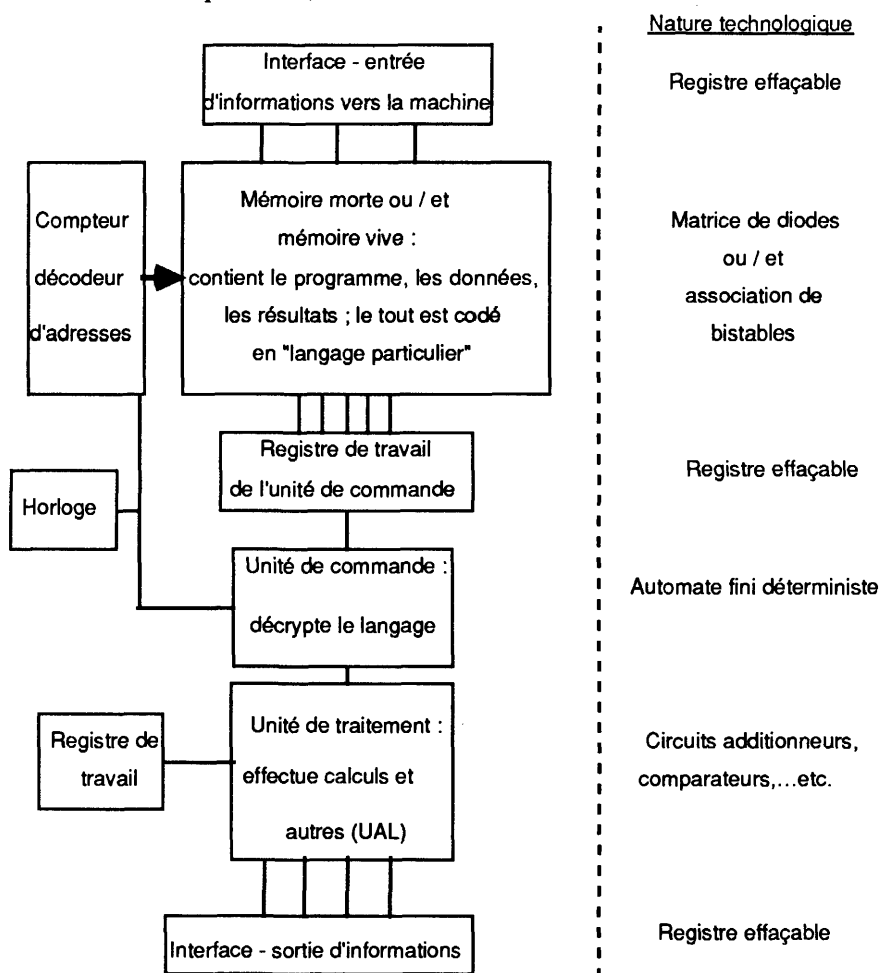 Nature technologique
Interface - entrée
d'informations vers la machine
Registre effaçable
Compteur
décodeur
d'adresses
Mémoire morte ou / et
mémoire vive :
contient le programme, les données,
les résultats ; le tout est codé
en "langage particulier"
Matrice de diodes
ou / et
association de
bistables
Registre de travail
de l'unité de commande
Registre effaçable
Horloge
Unité de commande :
décrypte le langage
Automate fini déterministe
Registre de
travail
Unité de traitement :
effectue calculs et
autres (UAL)
Circuits additionneurs,
comparateurs,...etc.
Interface - sortie d'informations
Registre effaçable